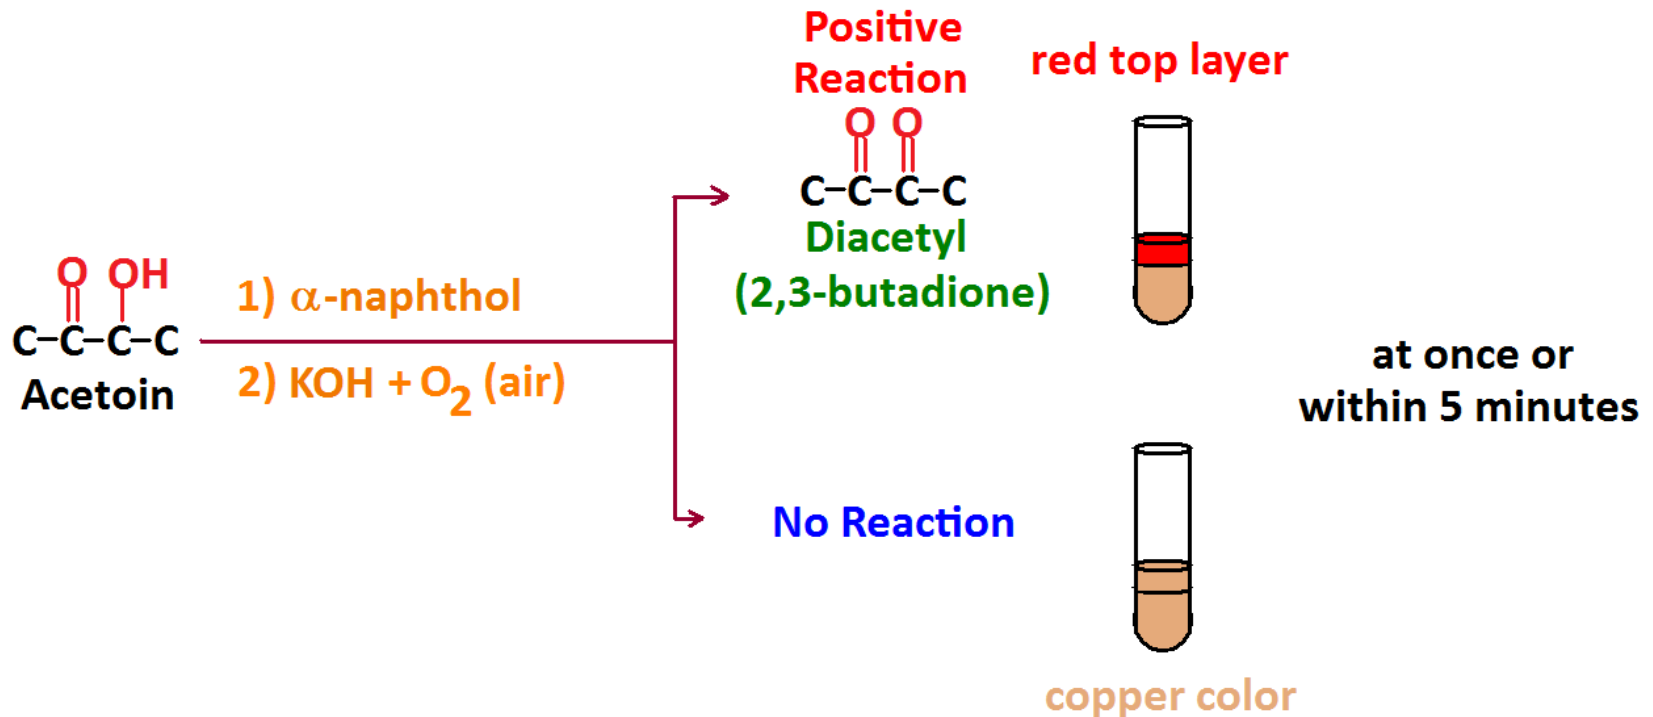 Positive
Reaction
red top layer
O O
C–C–C–C
Diacetyl
(2,3-butadione)
O OH
C–C–C–C
Acetoin
1) α-naphthol
2) KOH + O₂ (air)
at once or
within 5 minutes
No Reaction
copper color